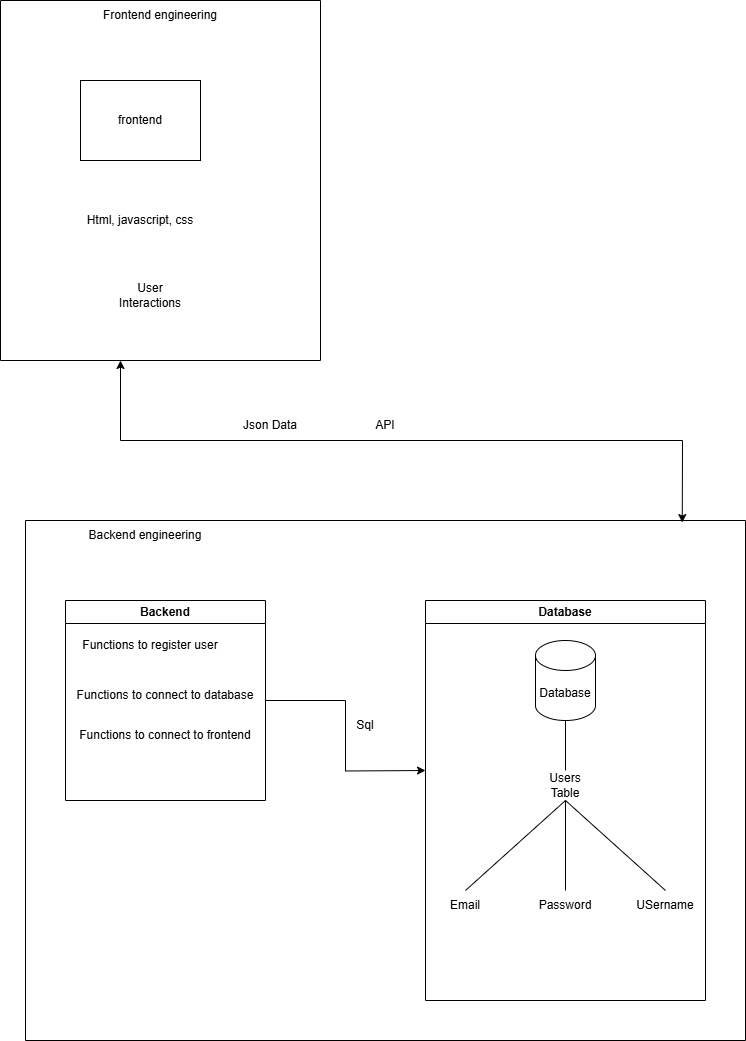 Frontend engineering
frontend
Html, javascript, css
User
Interactions
Json Data
API
Backend engineering
Backend
Functions to register user
Functions to connect to database
Functions to connect to frontend
Sql
Database
Database
Users
Table
Email
Password
USername